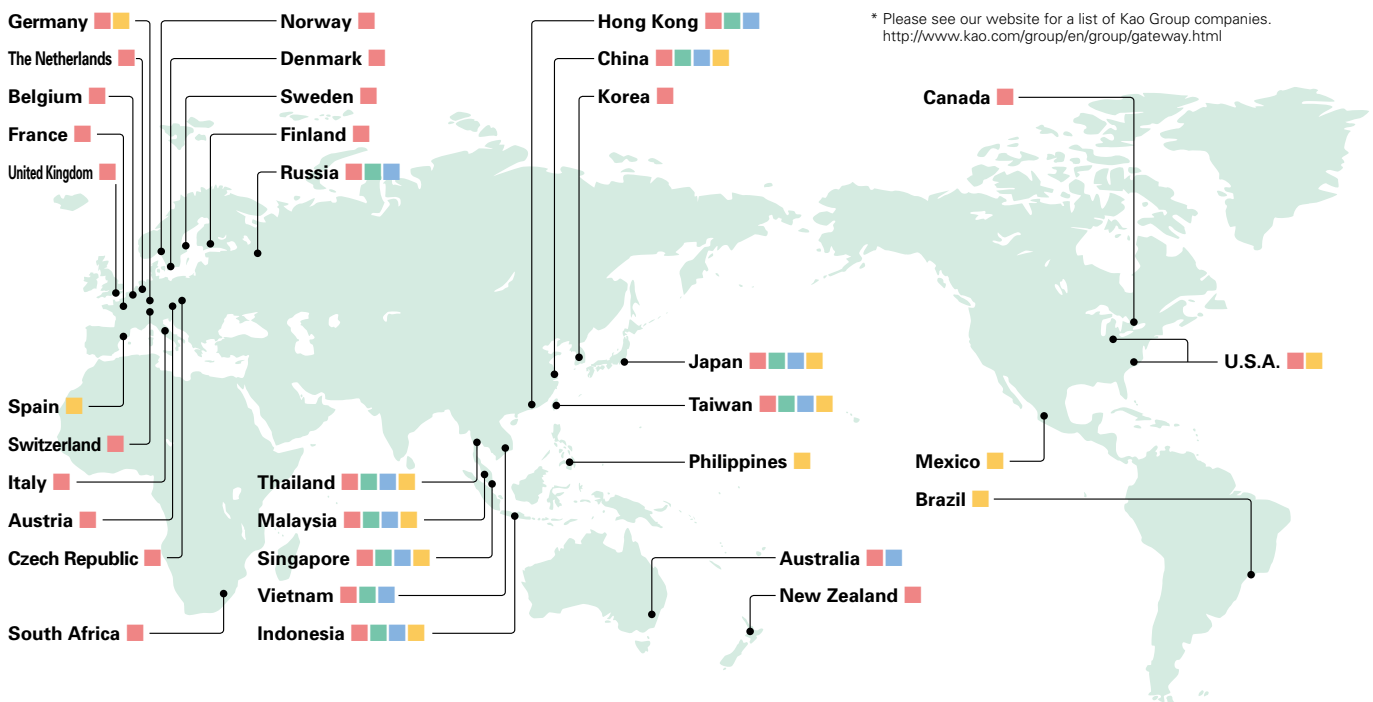 Germany
The Netherlands
Belgium
France
United Kingdom
Norway
Denmark
Sweden
Finland
Russia
Hong Kong
China
Korea
* Please see our website for a list of Kao Group companies.
http://www.kao.com/group/en/group/gateway.html
Canada
Japan
Taiwan
Philippines
U.S.A.
Mexico
Brazil
Spain
Switzerland
Italy
Austria
Czech Republic
South Africa
Thailand
Malaysia
Singapore
Vietnam
Indonesia
Australia
New Zealand